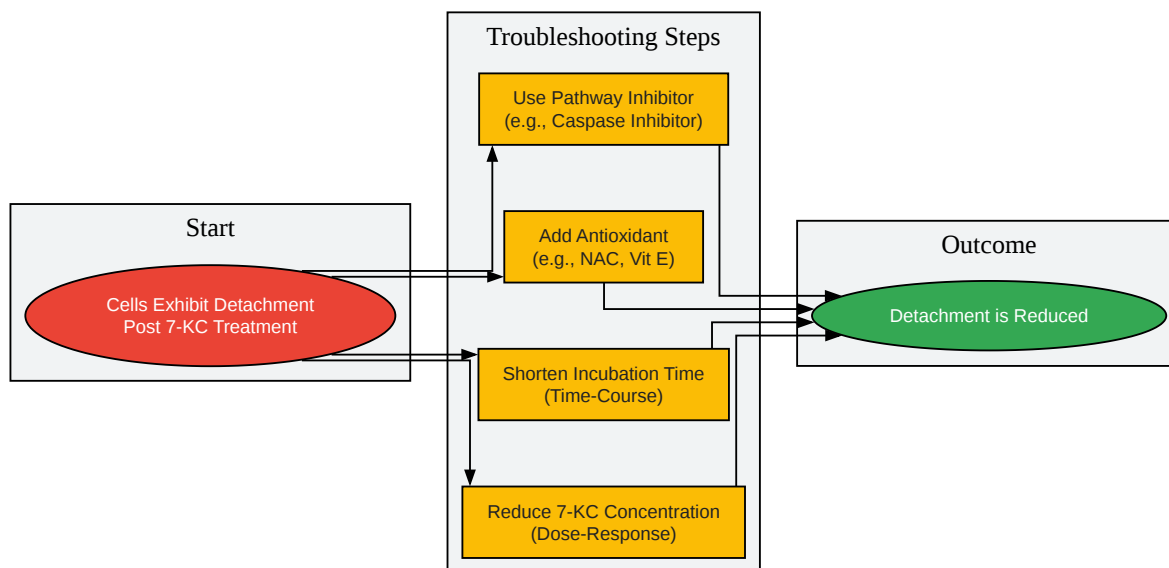 Start
Cells Exhibit Detachment
Post 7-KC Treatment
Troubleshooting Steps
Use Pathway Inhibitor
(e.g., Caspase Inhibitor)
Add Antioxidant
(e.g., NAC, Vit E)
Shorten Incubation Time
(Time-Course)
Reduce 7-KC Concentration
(Dose-Response)
Outcome
Detachment is Reduced